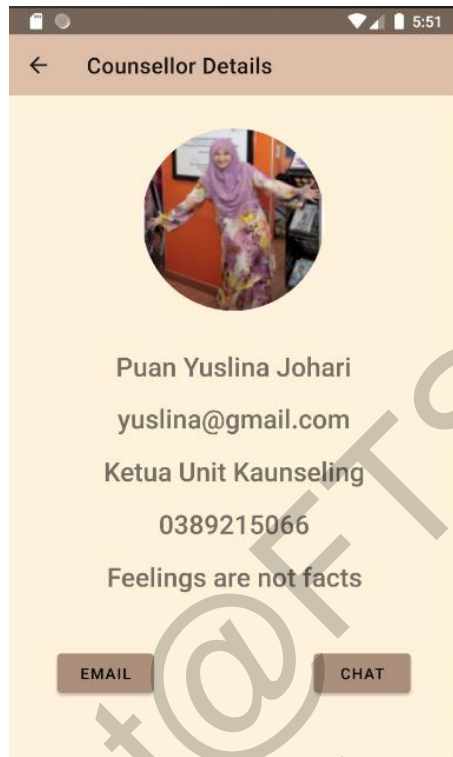 5:51
Counsellor Details
Puan Yuslina Johari
yuslina@gmail.com
Ketua Unit Kaunseling
0389215066
Feelings are not facts
EMAIL
CHAT
t@FTS